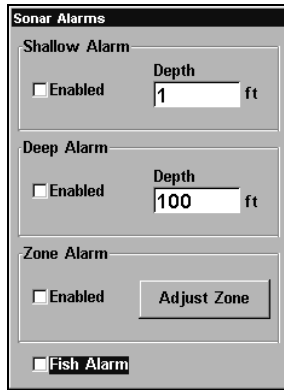 Sonar Alarms
Shallow Alarm
Depth
Enabled
1 ft
Deep Alarm
Depth
Enabled
100 ft
Zone Alarm
Enabled
Adjust Zone
Fish Alarm